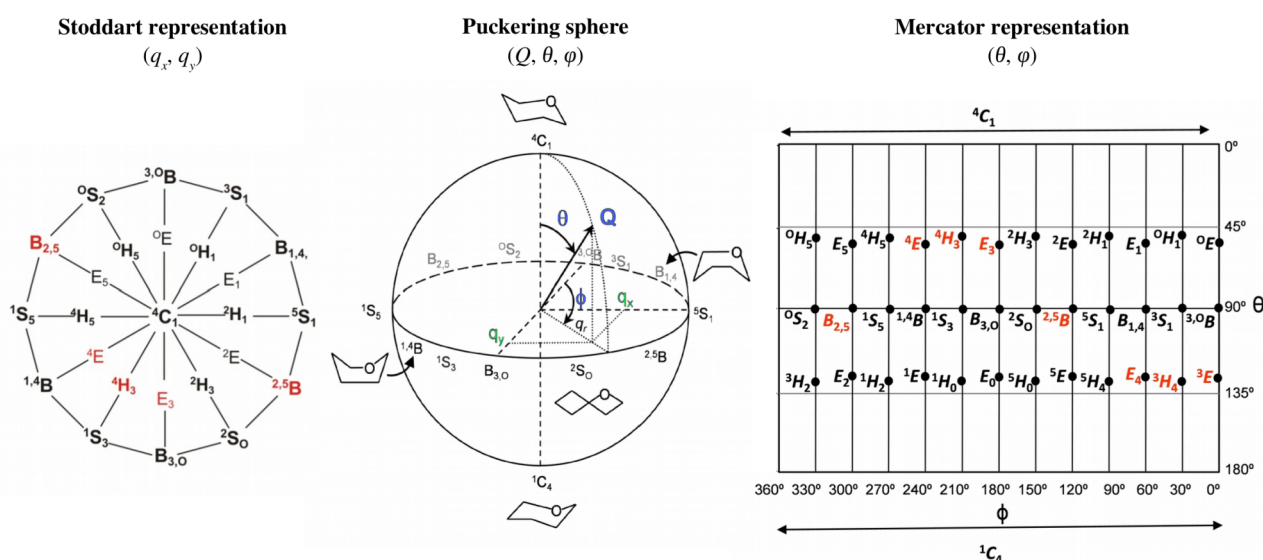 Stoddart representation
(qₓ, q_y)
³,ᴼB
ᴼS₂
³S₁
ᴼE
B₂,₅
ᴼH₅
ᴼH₁
B₁,₄,
E₅
E₁
¹S₅
⁴H₅
⁴C₁
²H₁
⁵S₁
⁴E
²E
¹,⁴B
⁴H₃
E₃
²H₃
²,⁵B
¹S₃
²Sₒ
B₃,ₒ
Puckering sphere
(Q, θ, φ)
O
⁴C₁
θ
Q
ᴼS₂
³,ᴼB
³S₁
B₂,₅
B₁,₄
O
ϕ
qₓ
¹S₅
⁵S₁
q_y
qᵣ
¹,⁴B
¹S₃
²,⁵B
O
B₃,ₒ
²Sₒ
O
¹C₄
O
Mercator representation
(θ, φ)
⁴C₁
0º
45º
ᴼH₅ E₅ ⁴H₅ ⁴E ⁴H₃ E₃ ²H₃ ²E ²H₁ E₁ ᴼH₁ ᴼE
90º θ
ᴼS₂ B₂,₅ ¹S₅ ¹,⁴B ¹S₃ B₃,ₒ ²Sₒ ²,⁵B ⁵S₁ B₁,₄ ³S₁ ³,ᴼB
³H₂ E₂ ¹H₂ ¹E ¹H₀ E₀ ⁵H₀ ⁵E ⁵H₄ E₄ ³H₄ ³E
135º
180º
360º 330º 300º 270º 240º 210º 180º 150º 120º 90º 60º 30º 0º
ϕ
¹C₄